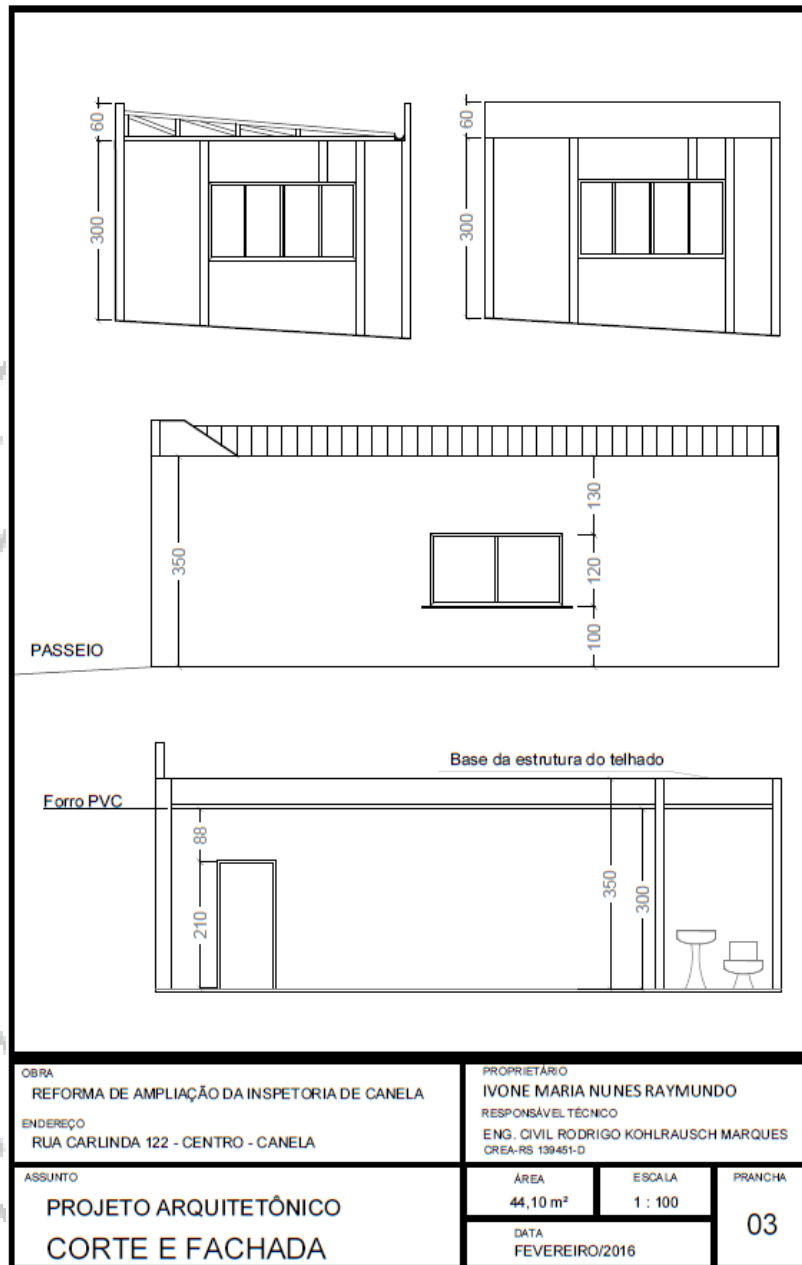 60
300
60
300
350
130
120
100
PASSEIO
Base da estrutura do telhado
Forro PVC
88
210
350
300
OBRA
REFORMA DE AMPLIAÇÃO DA INSPETORIA DE CANELA
ENDEREÇO
RUA CARLINDA 122 - CENTRO - CANELA
PROPRIETÁRIO
IVONE MARIA NUNES RAYMUNDO
RESPONSÁVEL TÉCNICO
ENG. CIVIL RODRIGO KOHLRAUSCH MARQUES
CREA-RS 139451-D
ASSUNTO
PROJETO ARQUITETÔNICO
CORTE E FACHADA
ÁREA
44,10 m²
ESCALA
1 : 100
DATA
FEVEREIRO/2016
PRANCHA
03